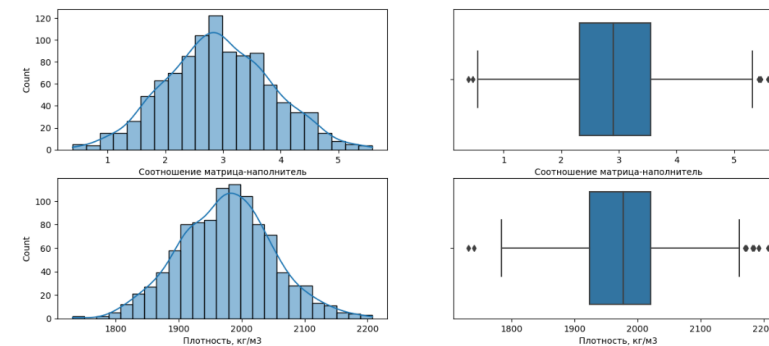 120
100
80
60
40
20
0
Count
1 2 3 4 5
Соотношение матрица-наполнитель
1 2 3 4 5
Соотношение матрица-наполнитель
100
80
60
40
20
0
Count
1800 1900 2000 2100 2200
Плотность, кг/м3
1800 1900 2000 2100
Плотность, кг/м3